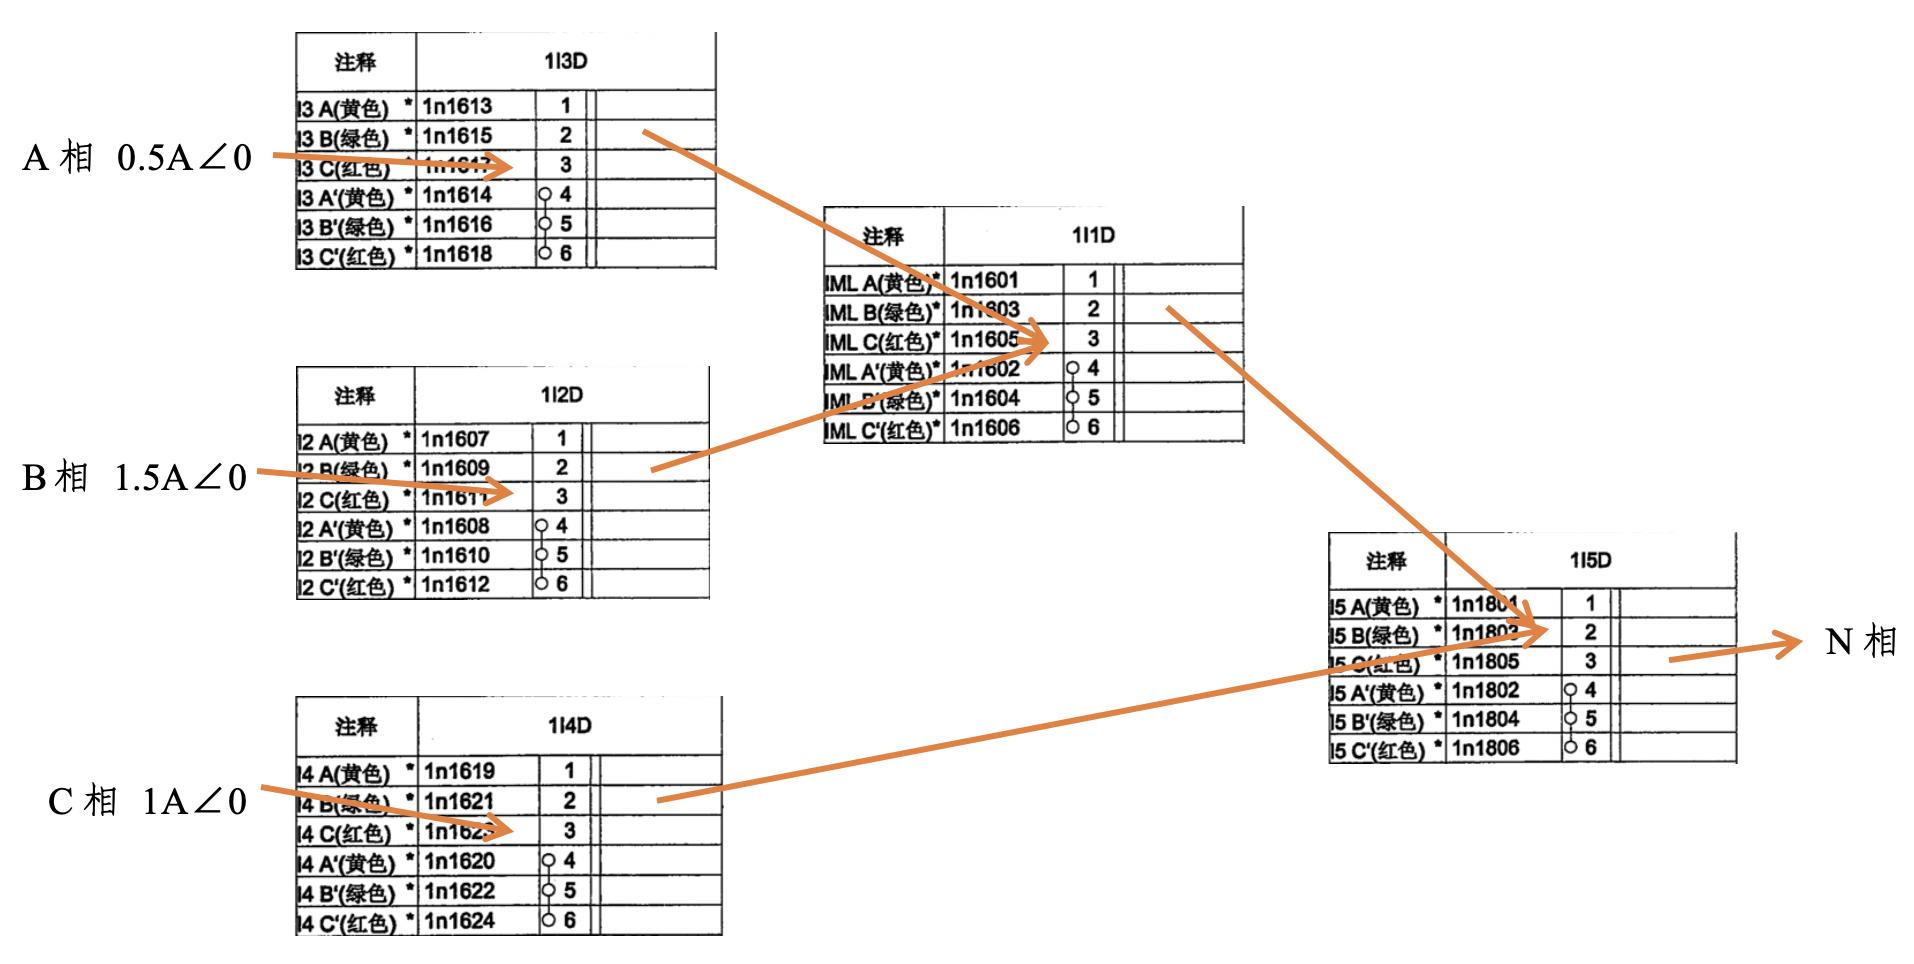 注释 1I3D
I3 A(黄色) * 1n1613 1
I3 B(绿色) * 1n1615 2
I3 C(红色) * 1n1617 3
I3 A'(黄色) * 1n1614 4
I3 B'(绿色) * 1n1616 5
I3 C'(红色) * 1n1618 6
A 相 0.5A∠0
注释 1I1D
IML A(黄色)* 1n1601 1
IML B(绿色)* 1n1603 2
IML C(红色)* 1n1605 3
IML A'(黄色)* 1n1602 4
IML B'(绿色)* 1n1604 5
IML C'(红色)* 1n1606 6
注释 1I2D
I2 A(黄色) * 1n1607 1
I2 B(绿色) * 1n1609 2
I2 C(红色) * 1n1611 3
I2 A'(黄色) * 1n1608 4
I2 B'(绿色) * 1n1610 5
I2 C'(红色) * 1n1612 6
B 相 1.5A∠0
注释 1I5D
I5 A(黄色) * 1n1801 1
I5 B(绿色) * 1n1803 2
I5 C(红色) * 1n1805 3
I5 A'(黄色) * 1n1802 4
I5 B'(绿色) * 1n1804 5
I5 C'(红色) * 1n1806 6
N 相
注释 1I4D
I4 A(黄色) * 1n1619 1
I4 B(绿色) * 1n1621 2
I4 C(红色) * 1n1623 3
I4 A'(黄色) * 1n1620 4
I4 B'(绿色) * 1n1622 5
I4 C'(红色) * 1n1624 6
C 相 1A∠0